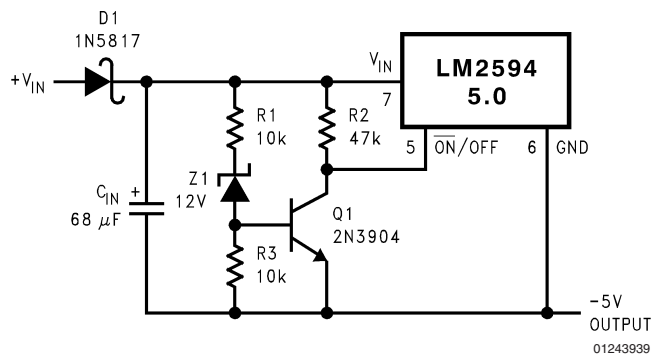 D1
1N5817
+VIN
VIN
7
LM2594
5.0
R1
10k
R2
47k
5
ON/OFF
6
GND
Z1
12V
CIN
+
68 μF
Q1
2N3904
R3
10k
-5V
OUTPUT
01243939